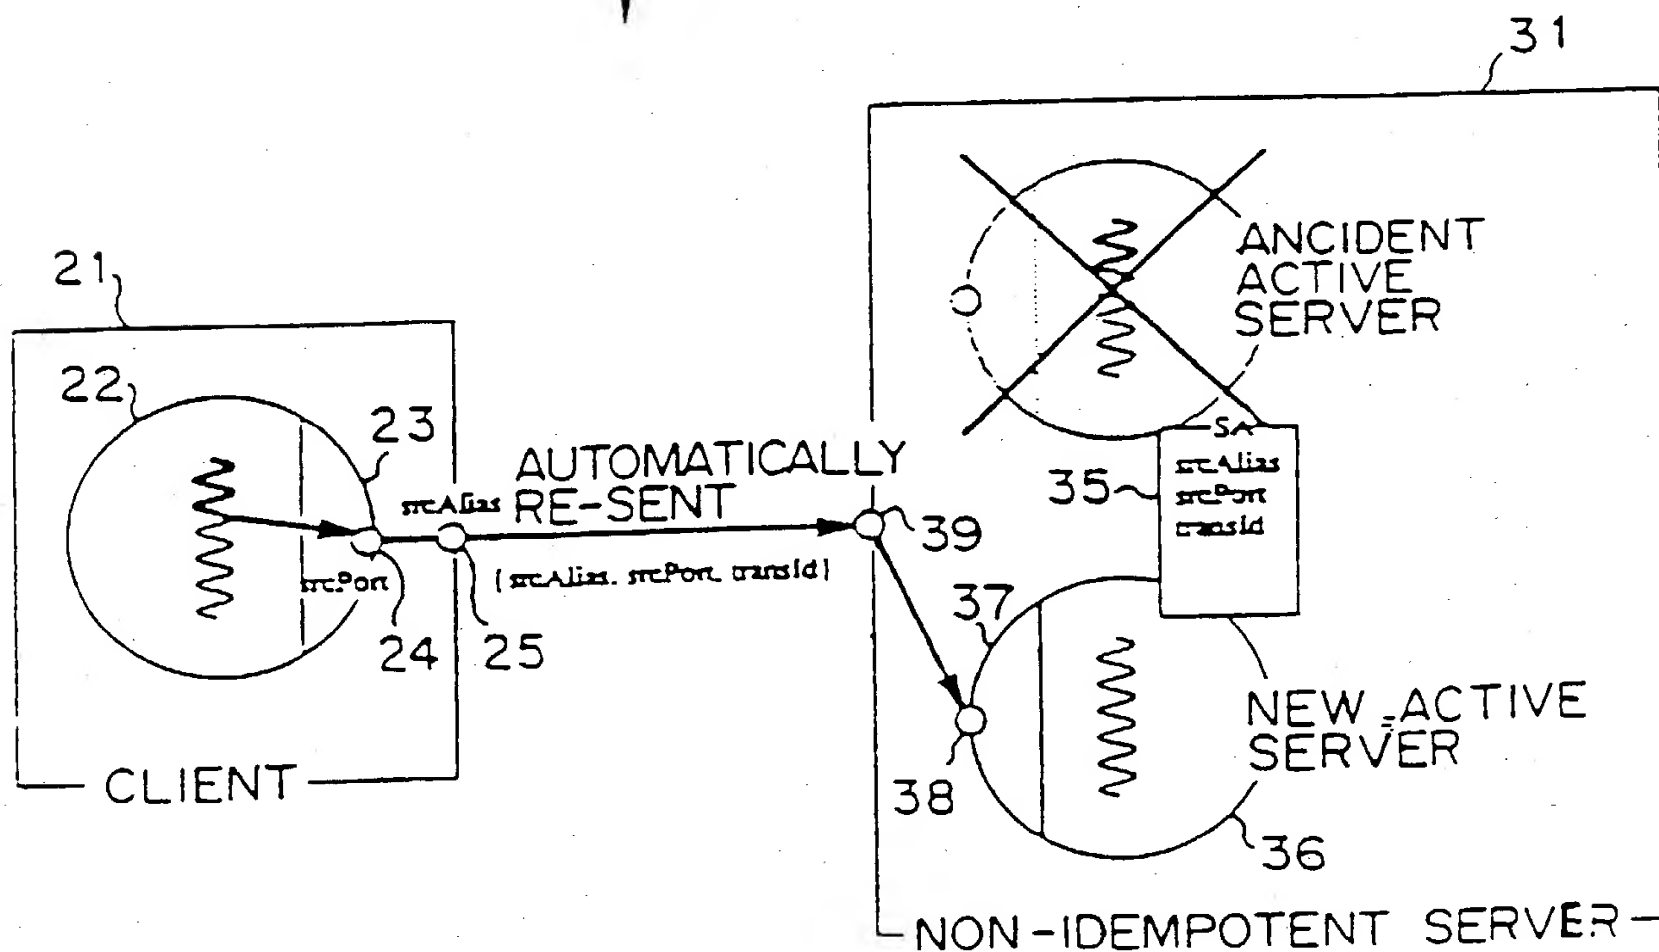 31
21
22
23
srcAlias
AUTOMATICALLY
RE-SENT
srcPort
24
25
(srcAlias, srcPort, transId)
39
ANCIDENT
ACTIVE
SERVER
SA
srcAlias
srcPort
transId
35
37
38
NEW-ACTIVE
SERVER
36
CLIENT
NON-IDEMPOTENT SERVER